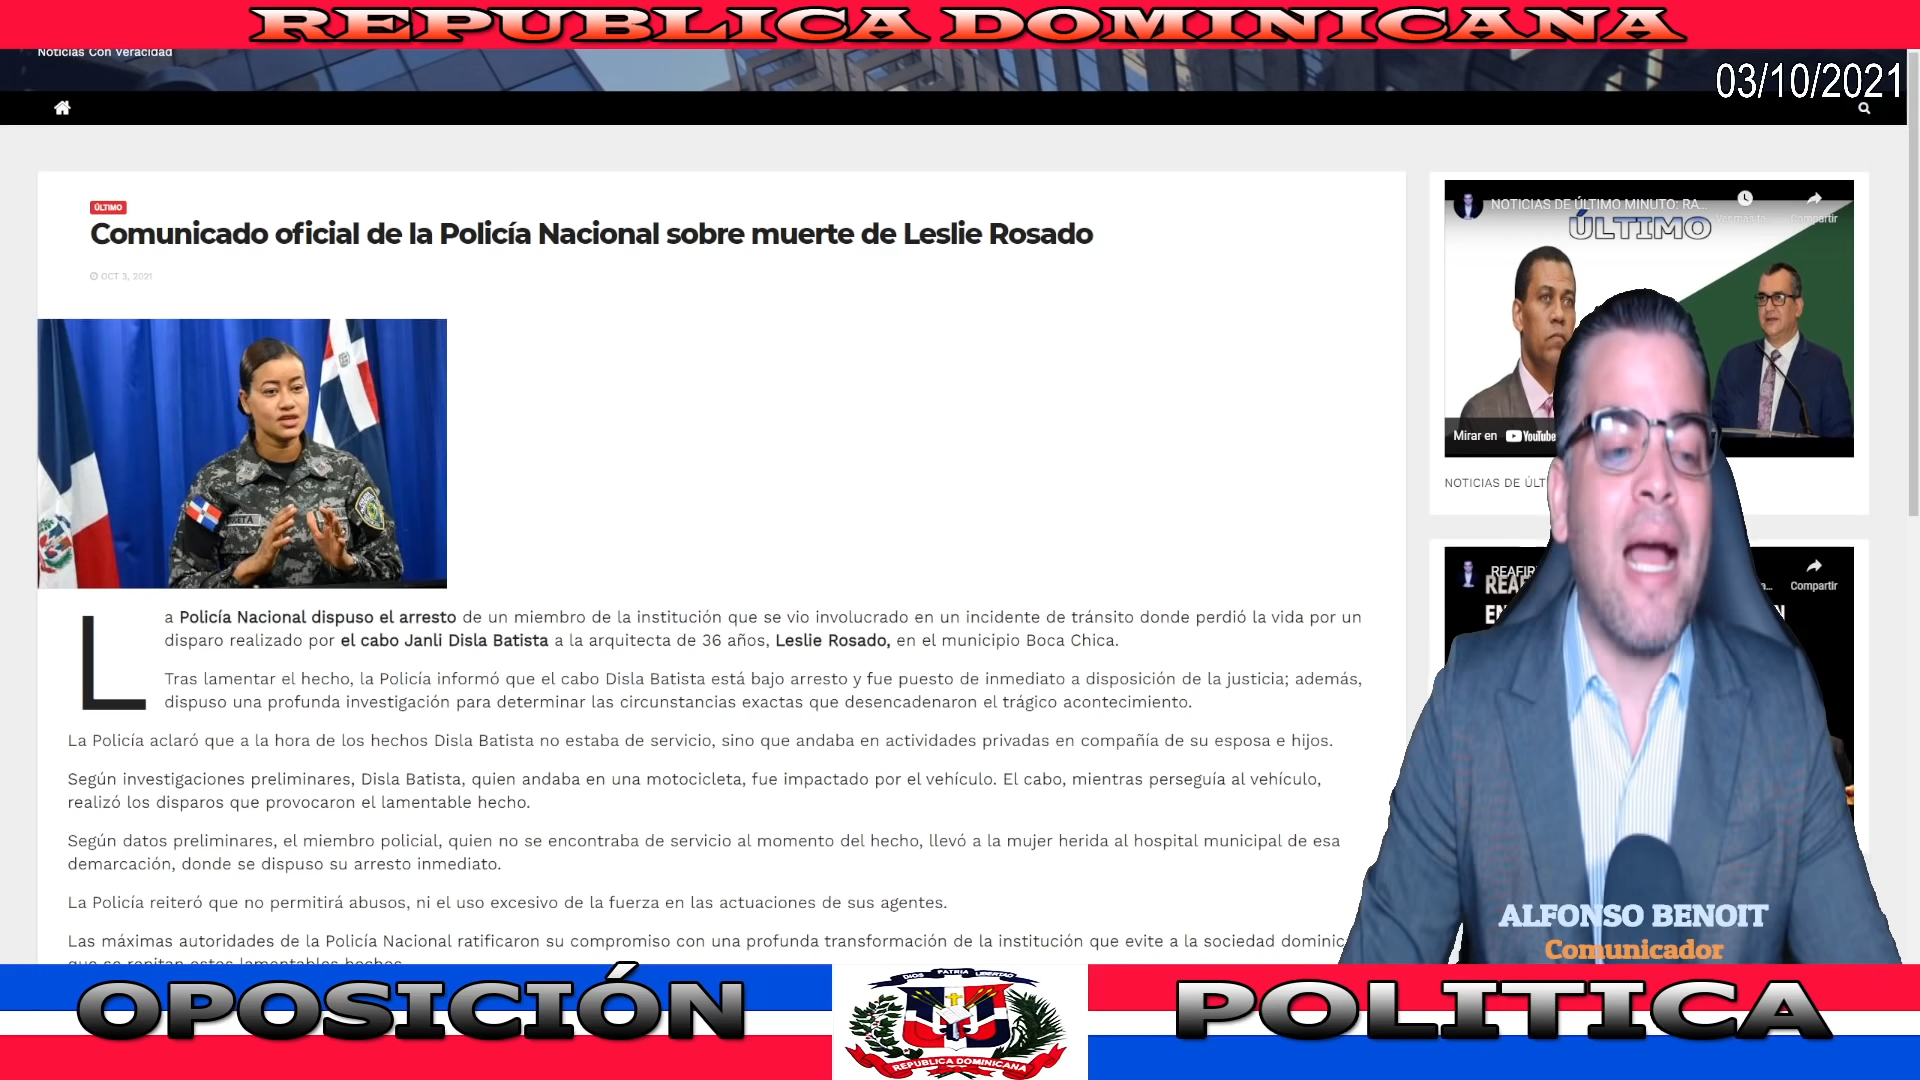 REPUBLICA DOMINICANA
Noticias Con Veracidad
03/10/2021
ÚLTIMO
Comunicado oficial de la Policía Nacional sobre muerte de Leslie Rosado
OCT 3, 2021
La Policía Nacional dispuso el arresto de un miembro de la institución que se vio involucrado en un incidente de tránsito donde perdió la vida por un
disparo realizado por el cabo Janli Disla Batista a la arquitecta de 36 años, Leslie Rosado, en el municipio Boca Chica.
Tras lamentar el hecho, la Policía informó que el cabo Disla Batista está bajo arresto y fue puesto de inmediato a disposición de la justicia; además,
dispuso una profunda investigación para determinar las circunstancias exactas que desencadenaron el trágico acontecimiento.
La Policía aclaró que a la hora de los hechos Disla Batista no estaba de servicio, sino que andaba en actividades privadas en compañía de su esposa e hijos.
Según investigaciones preliminares, Disla Batista, quien andaba en una motocicleta, fue impactado por el vehículo. El cabo, mientras perseguía al vehículo,
realizó los disparos que provocaron el lamentable hecho.
Según datos preliminares, el miembro policial, quien no se encontraba de servicio al momento del hecho, llevó a la mujer herida al hospital municipal de esa
demarcación, donde se dispuso su arresto inmediato.
La Policía reiteró que no permitirá abusos, ni el uso excesivo de la fuerza en las actuaciones de sus agentes.
Las máximas autoridades de la Policía Nacional ratificaron su compromiso con una profunda transformación de la institución que evite a la sociedad dominic
que se repitan estos lamentables hechos.
NOTICIAS DE ÚLTIMO MINUTO: RA...
Ver más ta...
Compartir
ÚLTIMO
Mirar en YouTube
NOTICIAS DE ÚLT
REAFIR
Compartir
ALFONSO BENOIT
Comunicador
OPOSICIÓN
DIOS PATRIA LIBERTAD
REPUBLICA DOMINICANA
POLITICA